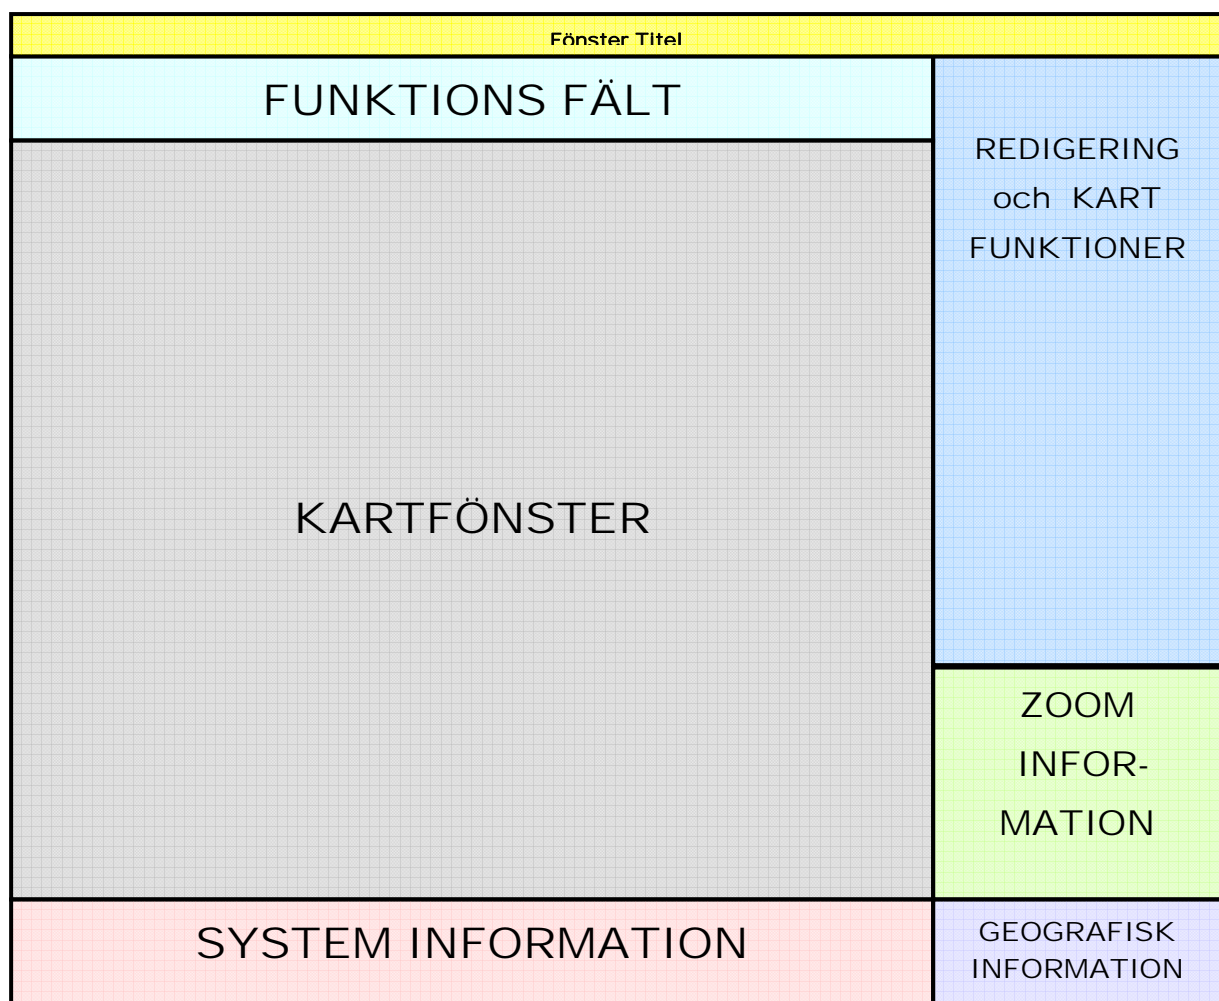 Fönster Titel
FUNKTIONS FÄLT
REDIGERING
och KART
FUNKTIONER
KARTFÖNSTER
ZOOM
INFOR-
MATION
SYSTEM INFORMATION
GEOGRAFISK
INFORMATION